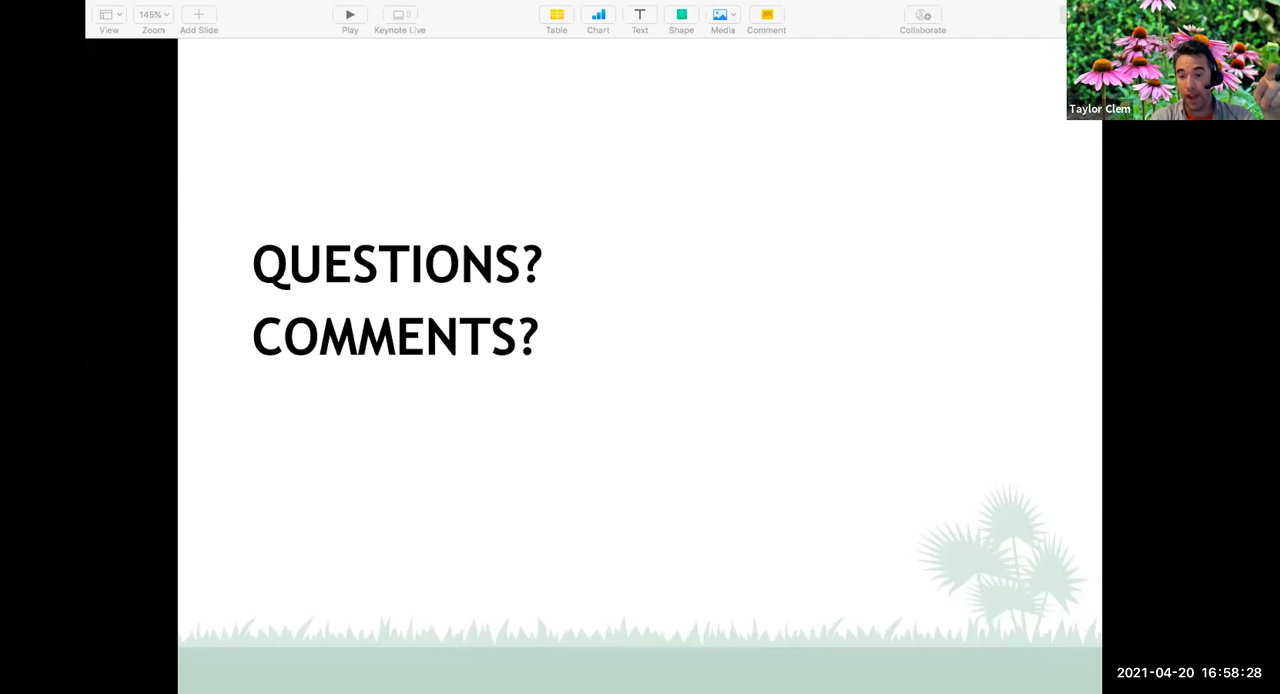 145%
View
Zoom
Add Slide
Play
Keynote Live
Table
Chart
Text
Shape
Media
Comment
Collaborate
Taylor Clem
QUESTIONS?
COMMENTS?
2021-04-20 16:58:28